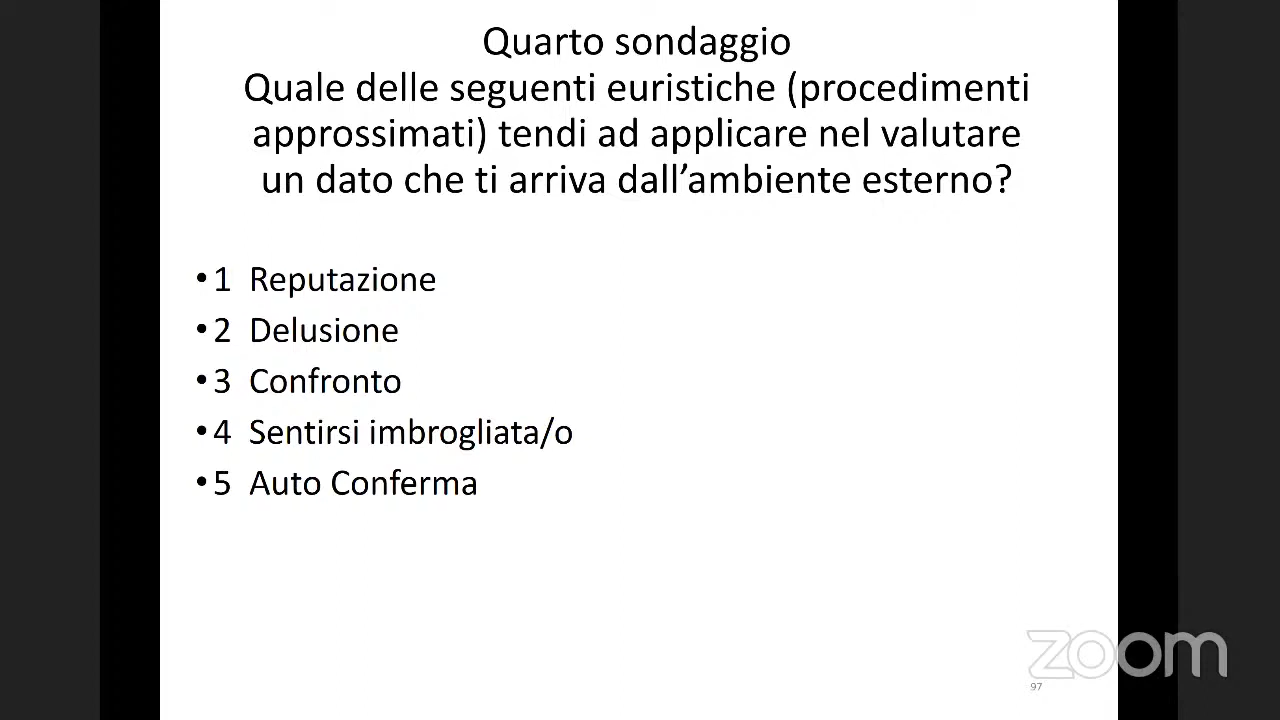 Quarto sondaggio
Quale delle seguenti euristiche (procedimenti
approssimati) tendi ad applicare nel valutare
un dato che ti arriva dall’ambiente esterno?
•1 Reputazione
•2 Delusione
•3 Confronto
•4 Sentirsi imbrogliata/o
•5 Auto Conferma
zoom
97